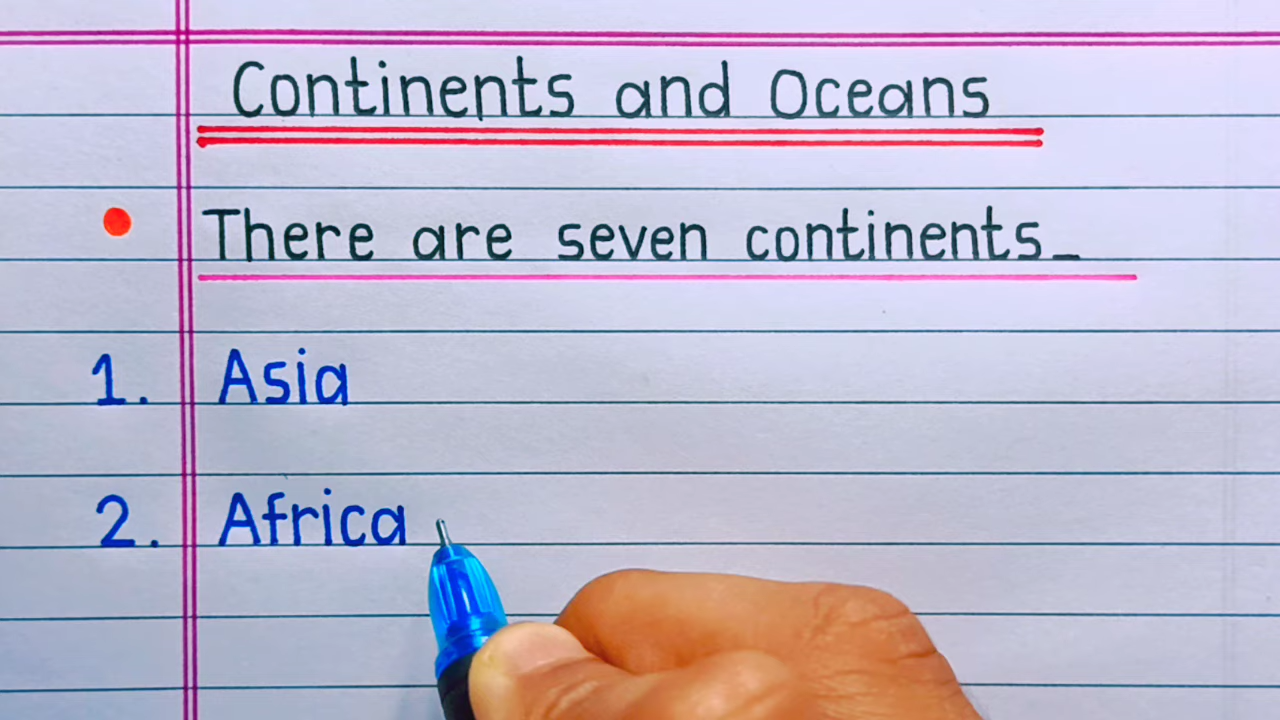 Continents and Oceans
There are seven continents_
1. Asia
2. Africa